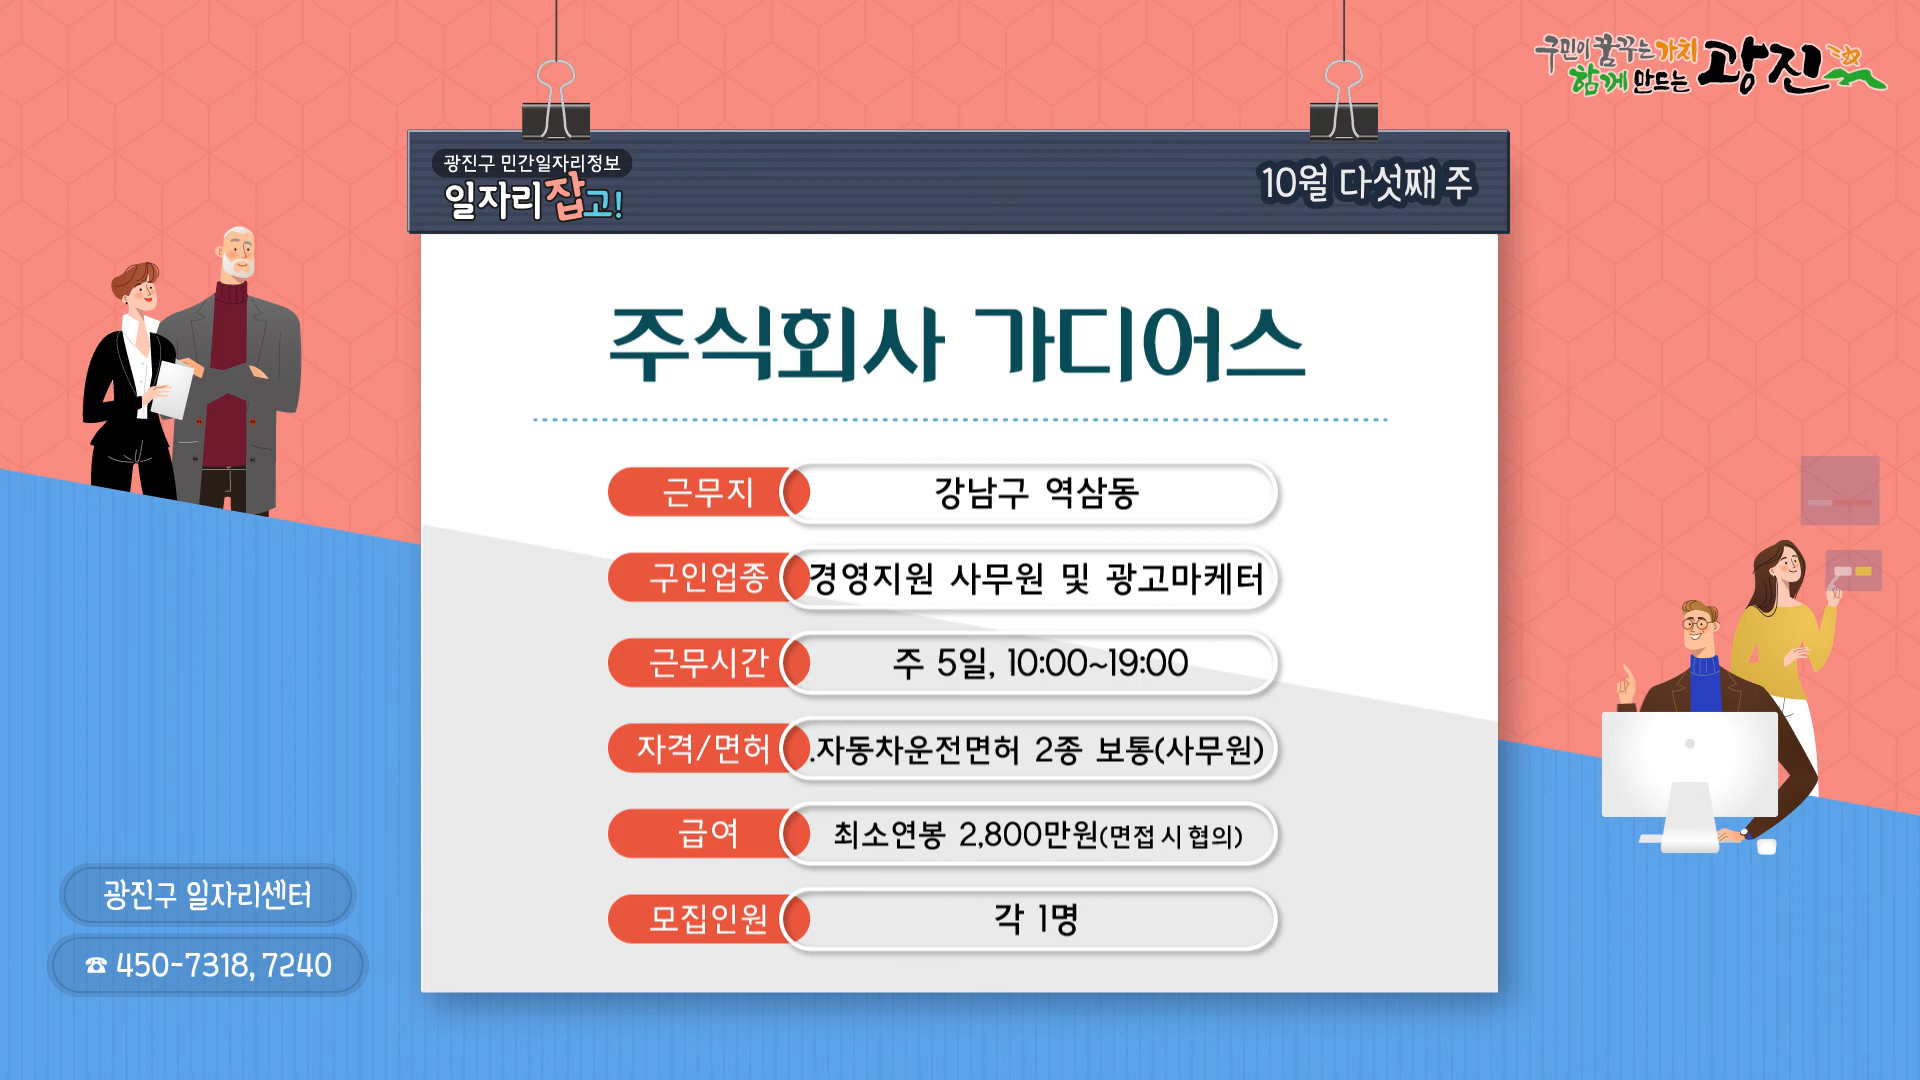 구민이 꿈꾸는 가치
함께 만드는 광진
광진구 민간일자리정보
일자리 잡고!
10월 다섯째 주
주식회사 가디어스
근무지 강남구 역삼동
구인업종 경영지원 사무원 및 광고마케터
근무시간 주 5일, 10:00~19:00
자격/면허 .자동차운전면허 2종 보통(사무원)
급여 최소연봉 2,800만원(면접 시 협의)
모집인원 각 1명
광진구 일자리센터
☎ 450-7318, 7240